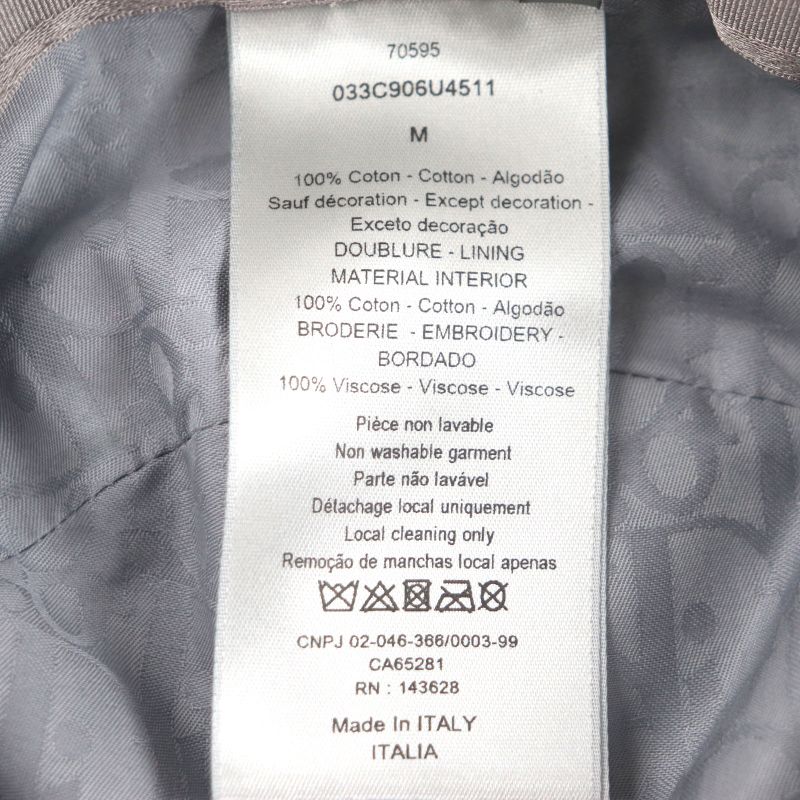 70595
033C906U4511
M
100% Coton - Cotton - Algodão
Sauf décoration - Except decoration -
Exceto decoração
DOUBLURE - LINING
MATERIAL INTERIOR
100% Coton - Cotton - Algodão
BRODERIE - EMBROIDERY -
BORDADO
100% Viscose - Viscose - Viscose
Pièce non lavable
Non washable garment
Parte não lavável
Détachage local uniquement
Local cleaning only
Remoção de manchas local apenas
CNPJ 02-046-366/0003-99
CA65281
RN : 143628
Made In ITALY
ITALIA